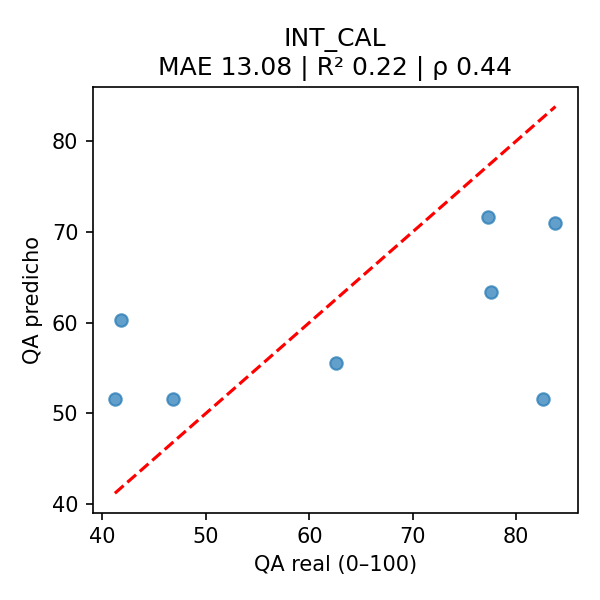 INT_CAL
MAE 13.08 | R² 0.22 | ρ 0.44
QA predicho
80
70
60
50
40
40 50 60 70 80
QA real (0–100)